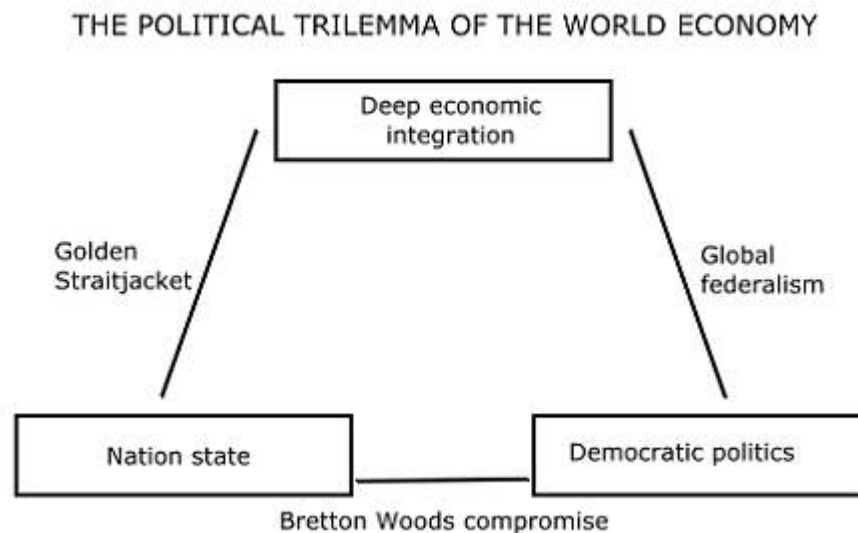 THE POLITICAL TRILEMMA OF THE WORLD ECONOMY
Deep economic
integration
Golden
Straitjacket
Global
federalism
Nation state
Democratic politics
Bretton Woods compromise